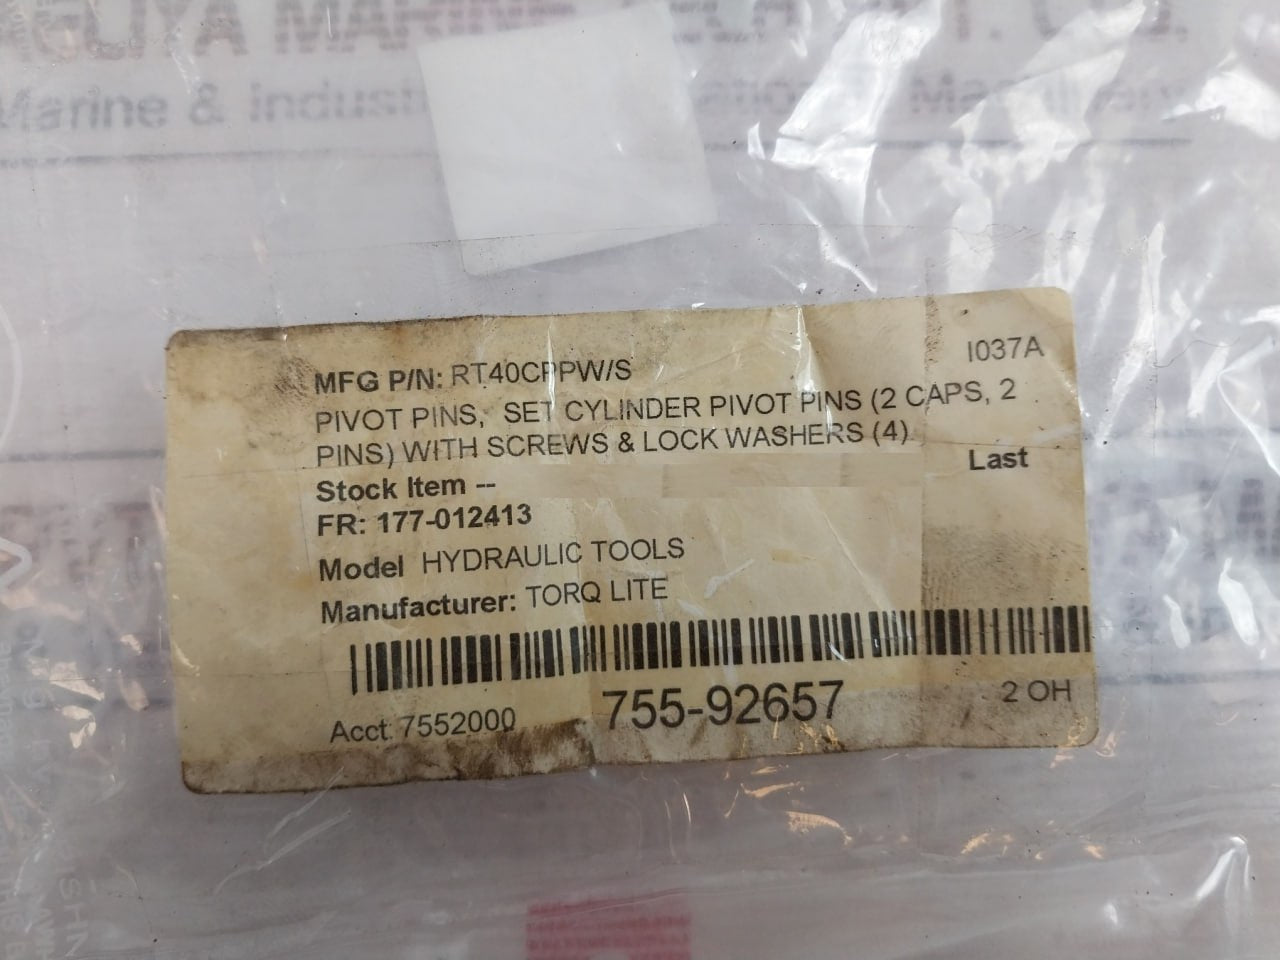 MARINE
Marine &
I037A
MFG P/N: RT40CPPW/S
PIVOT PINS, SET CYLINDER PIVOT PINS (2 CAPS, 2
PINS) WITH SCREWS & LOCK WASHERS (4)
Last
Stock Item --
FR: 177-012413
Model HYDRAULIC TOOLS
Manufacturer: TORQ LITE
Acct. 7552000 755-92657 2 OH